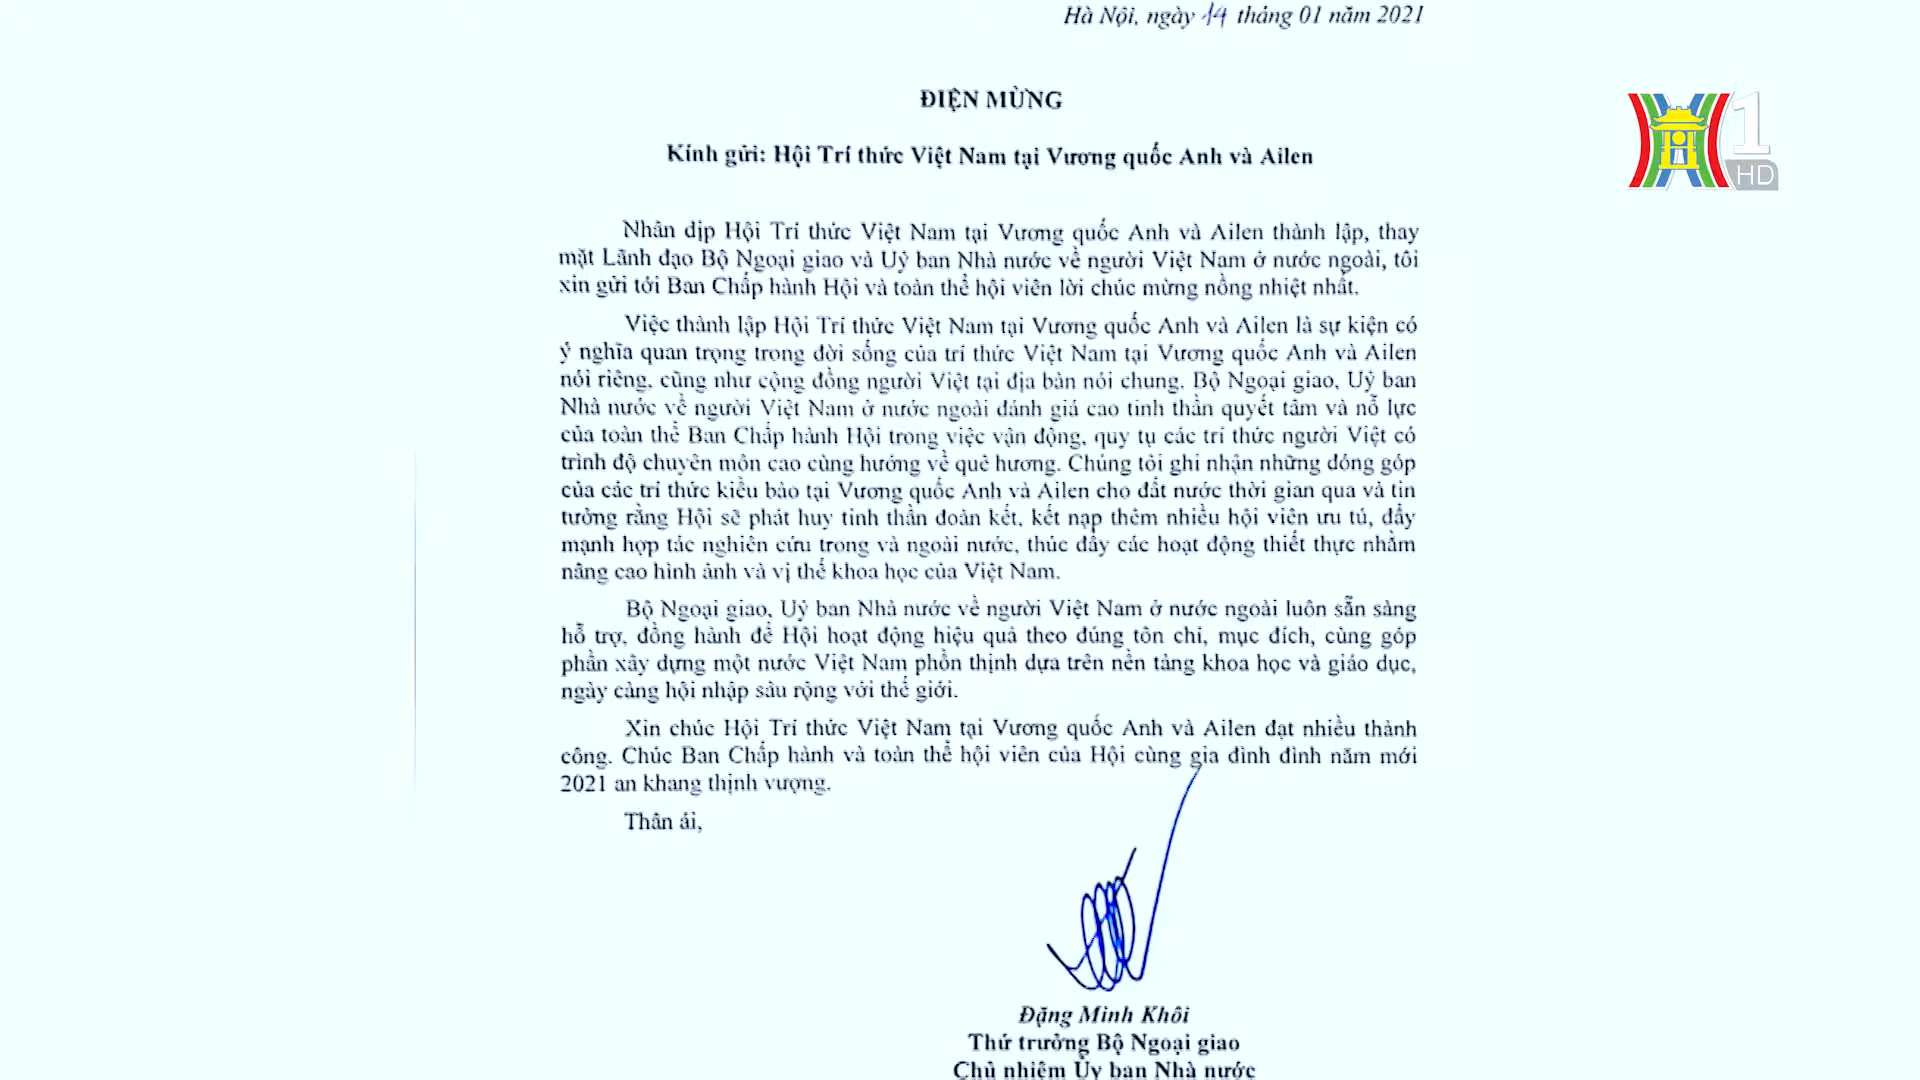 Hà Nội, ngày 14 tháng 01 năm 2021
ĐIỆN MỪNG
1
HD
Kính gửi: Hội Trí thức Việt Nam tại Vương quốc Anh và Ailen
Nhân dịp Hội Trí thức Việt Nam tại Vương quốc Anh và Ailen thành lập, thay
mặt Lãnh đạo Bộ Ngoại giao và Uỷ ban Nhà nước về người Việt Nam ở nước ngoài, tôi
xin gửi tới Ban Chấp hành Hội và toàn thể hội viên lời chúc mừng nồng nhiệt nhất.
Việc thành lập Hội Trí thức Việt Nam tại Vương quốc Anh và Ailen là sự kiện có
ý nghĩa quan trọng trong đời sống của trí thức Việt Nam tại Vương quốc Anh và Ailen
nói riêng, cũng như cộng đồng người Việt tại địa bàn nói chung. Bộ Ngoại giao, Uỷ ban
Nhà nước về người Việt Nam ở nước ngoài đánh giá cao tinh thần quyết tâm và nỗ lực
của toàn thể Ban Chấp hành Hội trong việc vận động, quy tụ các trí thức người Việt có
trình độ chuyên môn cao cùng hướng về quê hương. Chúng tôi ghi nhận những đóng góp
của các trí thức kiều bào tại Vương quốc Anh và Ailen cho đất nước thời gian qua và tin
tưởng rằng Hội sẽ phát huy tinh thần đoàn kết, kết nạp thêm nhiều hội viên ưu tú, đẩy
mạnh hợp tác nghiên cứu trong và ngoài nước, thúc đẩy các hoạt động thiết thực nhằm
nâng cao hình ảnh và vị thế khoa học của Việt Nam.
Bộ Ngoại giao, Uỷ ban Nhà nước về người Việt Nam ở nước ngoài luôn sẵn sàng
hỗ trợ, đồng hành để Hội hoạt động hiệu quả theo đúng tôn chỉ, mục đích, cùng góp
phần xây dựng một nước Việt Nam phồn thịnh dựa trên nền tảng khoa học và giáo dục,
ngày càng hội nhập sâu rộng với thế giới.
Xin chúc Hội Trí thức Việt Nam tại Vương quốc Anh và Ailen đạt nhiều thành
công. Chúc Ban Chấp hành và toàn thể hội viên của Hội cùng gia đình đình năm mới
2021 an khang thịnh vượng.
Thân ái,
Đặng Minh Khôi
Thứ trưởng Bộ Ngoại giao
Chủ nhiệm Ủy ban Nhà nước